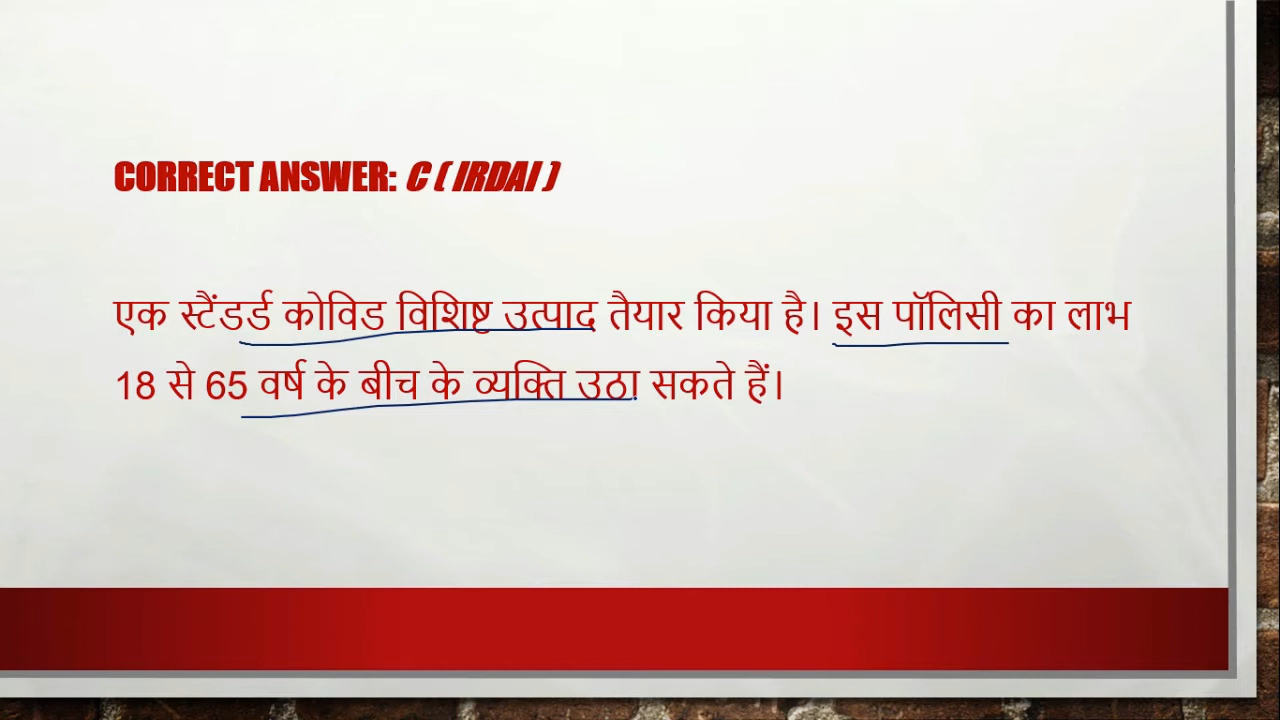 CORRECT ANSWER: C ( IRDAI )
एक स्टैंडर्ड कोविड विशिष्ट उत्पाद तैयार किया है। इस पॉलिसी का लाभ
18 से 65 वर्ष के बीच के व्यक्ति उठा सकते हैं।